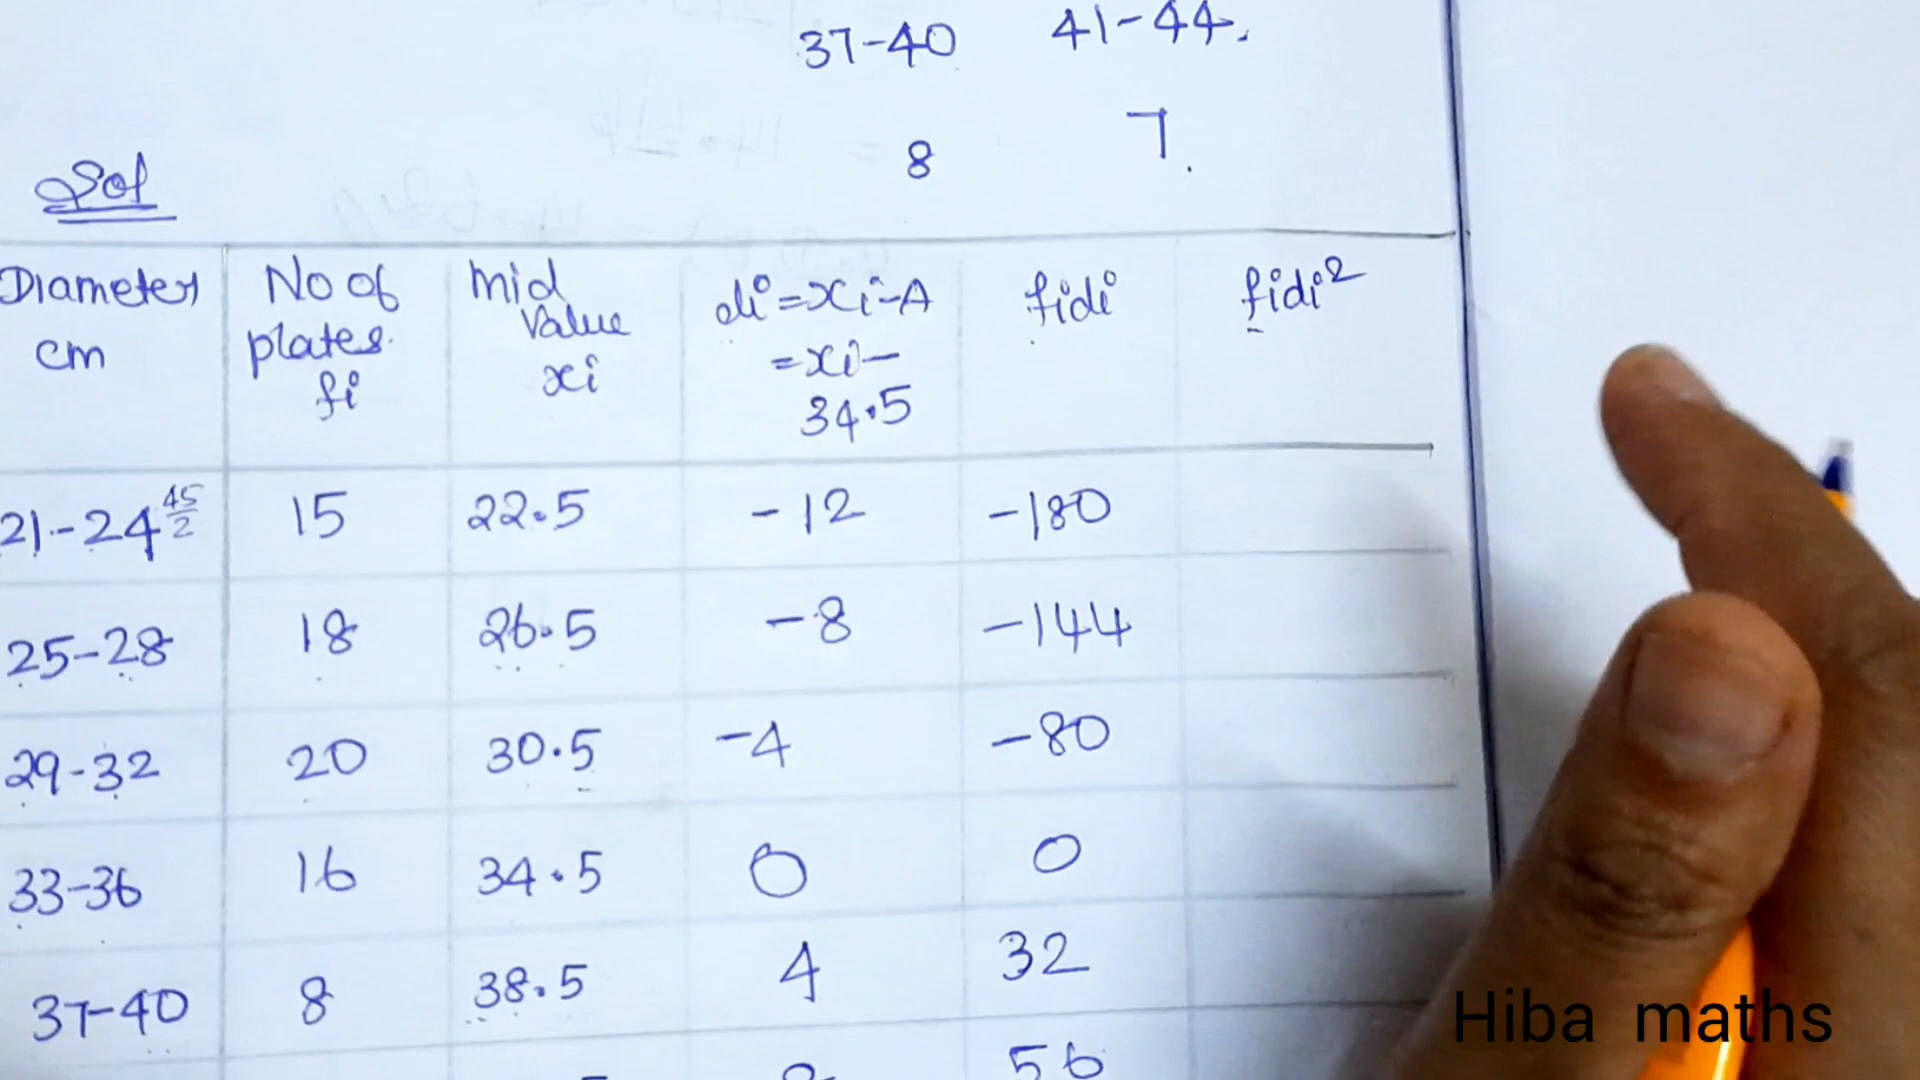 37-40 41-44.
8 7.
Sol
Diameter cm No of plates. fi Mid Value xi di=xi-A =xi- 34.5 fidi fidi²
21-24 45/2 15 22.5 -12 -180
25-28 18 26.5 -8 -144
29-32 20 30.5 -4 -80
33-36 16 34.5 0 0
37-40 8 38.5 4 32
56
Hiba maths